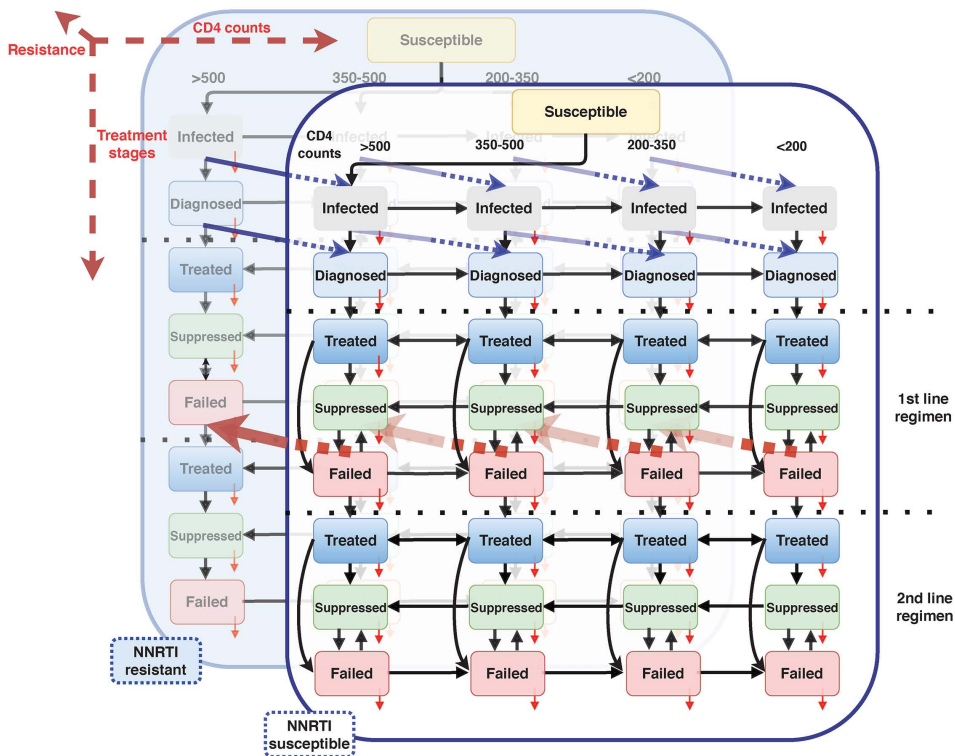 CD4 counts
Resistance
Treatment
stages
Susceptible
>500
350-500
200-350
<200
Infected
Infected
Infected
Infected
Diagnosed
Treated
Suppressed
Failed
Treated
Suppressed
Failed
NNRTI
resistant
Susceptible
CD4
counts
>500
350-500
200-350
<200
Infected
Infected
Infected
Infected
Diagnosed
Diagnosed
Diagnosed
Diagnosed
Treated
Treated
Treated
Treated
Suppressed
Suppressed
Suppressed
Suppressed
Failed
Failed
Failed
Failed
1st line
regimen
Treated
Treated
Treated
Treated
Suppressed
Suppressed
Suppressed
Suppressed
Failed
Failed
Failed
Failed
2nd line
regimen
NNRTI
susceptible